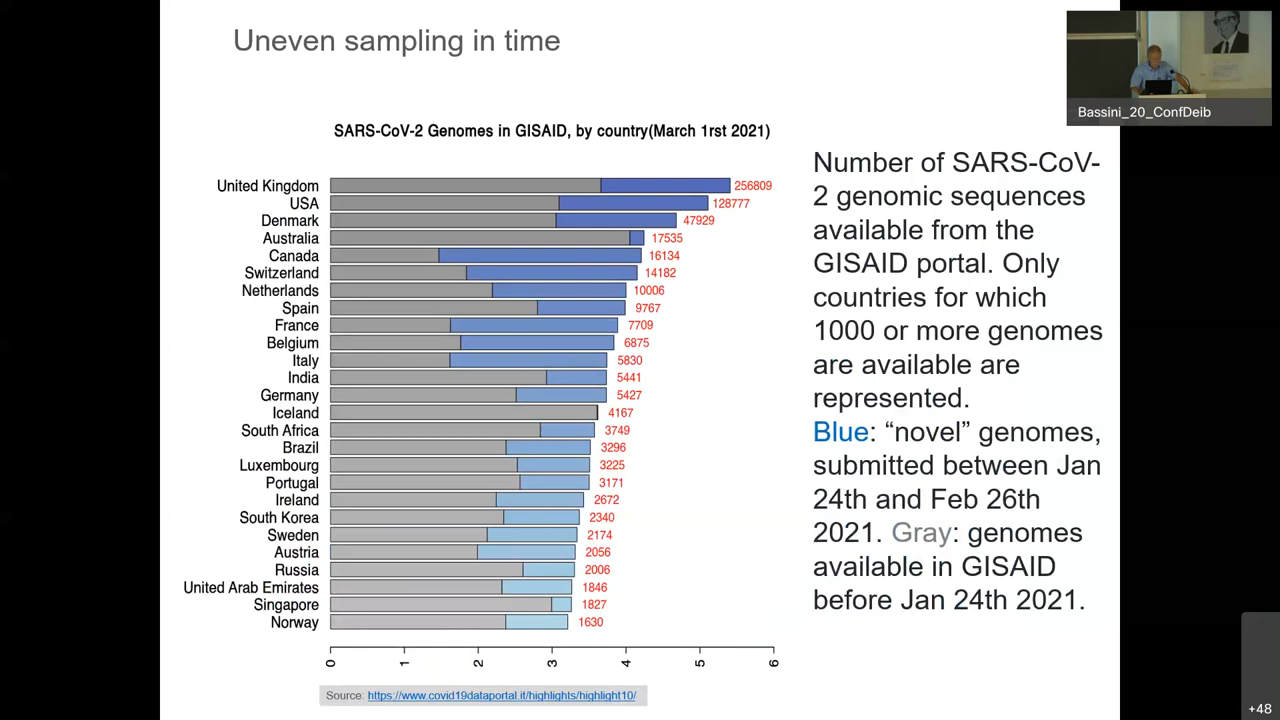 Uneven sampling in time
Bassini_20_ConfDeib
SARS-CoV-2 Genomes in GISAID, by country(March 1rst 2021)
United Kingdom 256809
USA 128777
Denmark 47929
Australia 17535
Canada 16134
Switzerland 14182
Netherlands 10006
Spain 9767
France 7709
Belgium 6875
Italy 5830
India 5441
Germany 5427
Iceland 4167
South Africa 3749
Brazil 3296
Luxembourg 3225
Portugal 3171
Ireland 2672
South Korea 2340
Sweden 2174
Austria 2056
Russia 2006
United Arab Emirates 1846
Singapore 1827
Norway 1630
0 1 2 3 4 5 6
Source: https://www.covid19dataportal.it/highlights/highlight10/
Number of SARS-CoV-
2 genomic sequences
available from the
GISAID portal. Only
countries for which
1000 or more genomes
are available are
represented.
Blue: “novel” genomes,
submitted between Jan
24th and Feb 26th
2021. Gray: genomes
available in GISAID
before Jan 24th 2021.
+48